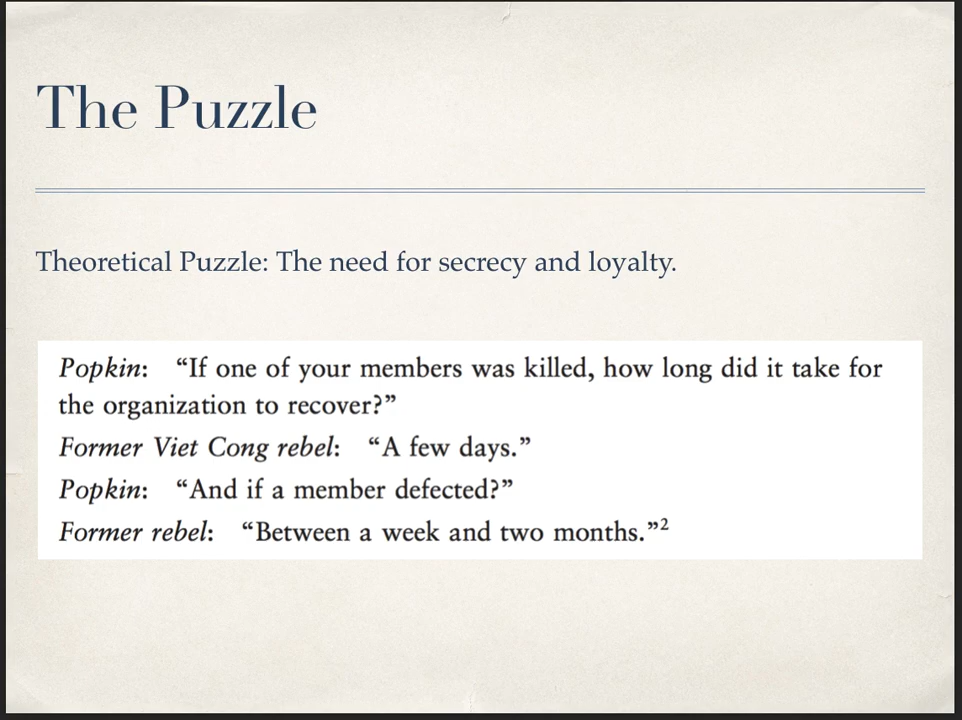 The Puzzle
Theoretical Puzzle: The need for secrecy and loyalty.
Popkin: “If one of your members was killed, how long did it take for
the organization to recover?”
Former Viet Cong rebel: “A few days.”
Popkin: “And if a member defected?”
Former rebel: “Between a week and two months.”²